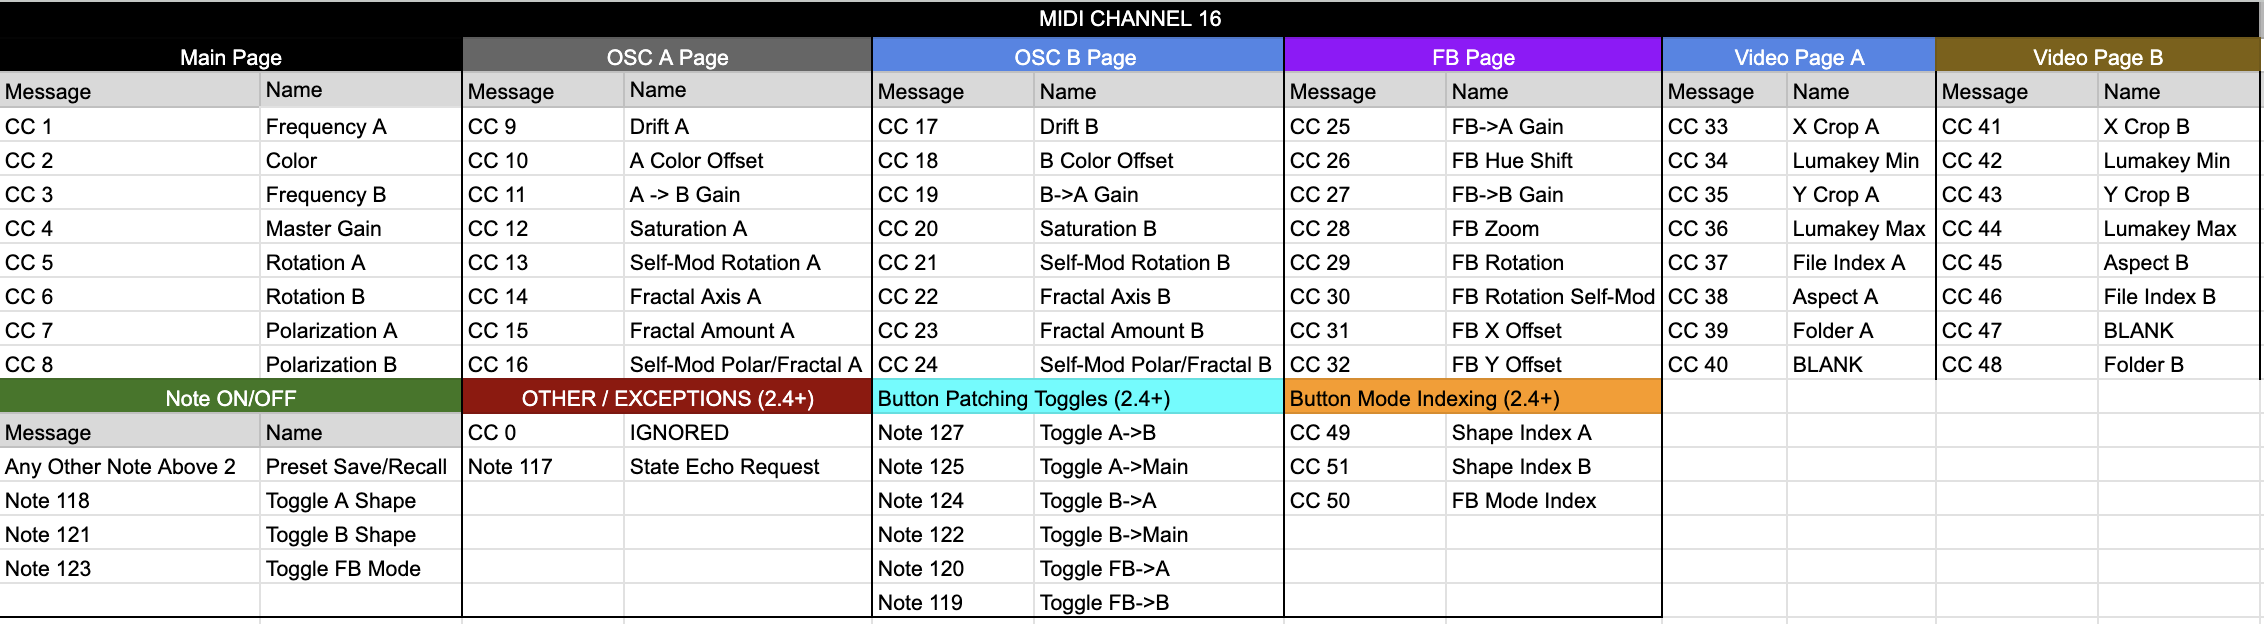 MIDI CHANNEL 16
Main Page OSC A Page OSC B Page FB Page Video Page A Video Page B
Message Name Message Name Message Name Message Name Message Name Message Name
CC 1 Frequency A CC 9 Drift A CC 17 Drift B CC 25 FB->A Gain CC 33 X Crop A CC 41 X Crop B
CC 2 Color CC 10 A Color Offset CC 18 B Color Offset CC 26 FB Hue Shift CC 34 Lumakey Min CC 42 Lumakey Min
CC 3 Frequency B CC 11 A -> B Gain CC 19 B->A Gain CC 27 FB->B Gain CC 35 Y Crop A CC 43 Y Crop B
CC 4 Master Gain CC 12 Saturation A CC 20 Saturation B CC 28 FB Zoom CC 36 Lumakey Max CC 44 Lumakey Max
CC 5 Rotation A CC 13 Self-Mod Rotation A CC 21 Self-Mod Rotation B CC 29 FB Rotation CC 37 File Index A CC 45 Aspect B
CC 6 Rotation B CC 14 Fractal Axis A CC 22 Fractal Axis B CC 30 FB Rotation Self-Mod CC 38 Aspect A CC 46 File Index B
CC 7 Polarization A CC 15 Fractal Amount A CC 23 Fractal Amount B CC 31 FB X Offset CC 39 Folder A CC 47 BLANK
CC 8 Polarization B CC 16 Self-Mod Polar/Fractal A CC 24 Self-Mod Polar/Fractal B CC 32 FB Y Offset CC 40 BLANK CC 48 Folder B
Note ON/OFF OTHER / EXCEPTIONS (2.4+) Button Patching Toggles (2.4+) Button Mode Indexing (2.4+)
Message Name CC 0 IGNORED Note 127 Toggle A->B CC 49 Shape Index A
Any Other Note Above 2 Preset Save/Recall Note 117 State Echo Request Note 125 Toggle A->Main CC 51 Shape Index B
Note 118 Toggle A Shape Note 124 Toggle B->A CC 50 FB Mode Index
Note 121 Toggle B Shape Note 122 Toggle B->Main
Note 123 Toggle FB Mode Note 120 Toggle FB->A
Note 119 Toggle FB->B